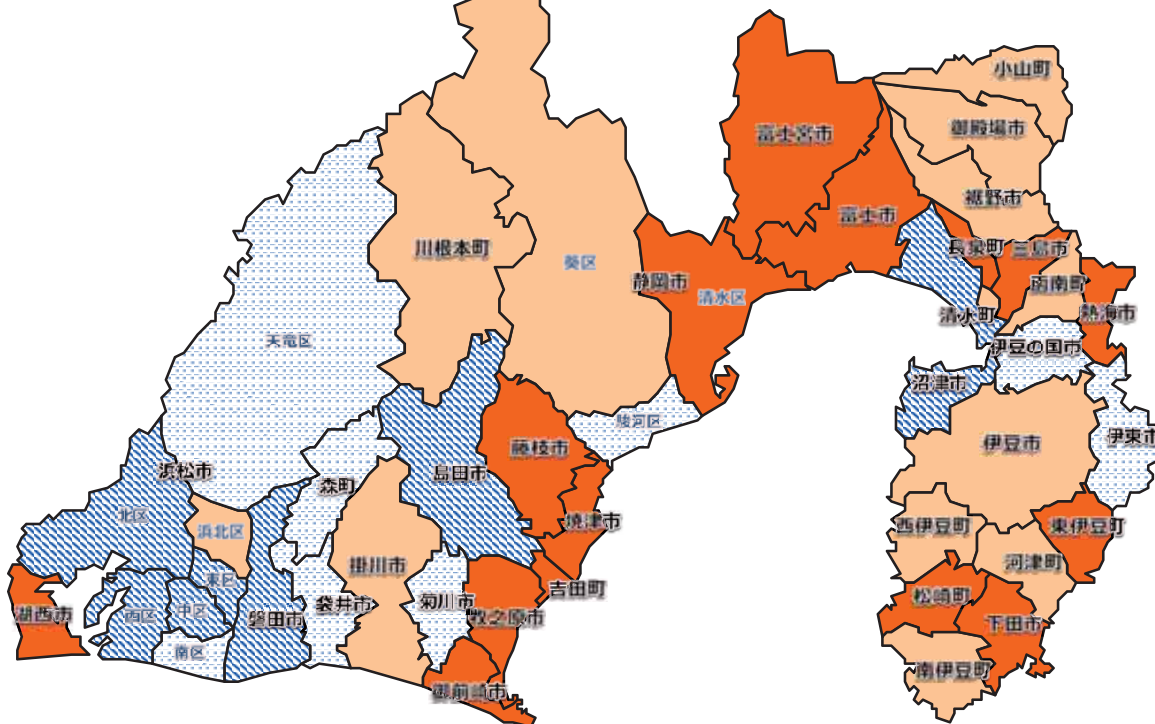 小山町
御殿場市
富士宮市
裾野市
富士市
長泉町
三島市
川根本町
葵区
静岡市
清水区
函南町
清水町
熱海市
天竜区
伊豆の国市
沼津市
駿河区
伊東市
伊豆市
藤枝市
浜松市
島田市
森町
北区
浜北区
焼津市
西伊豆町
東伊豆町
掛川市
河津町
東区
吉田町
湖西市
西区
中区
磐田市
袋井市
菊川市
牧之原市
松崎町
下田市
南区
南伊豆町
御前崎市